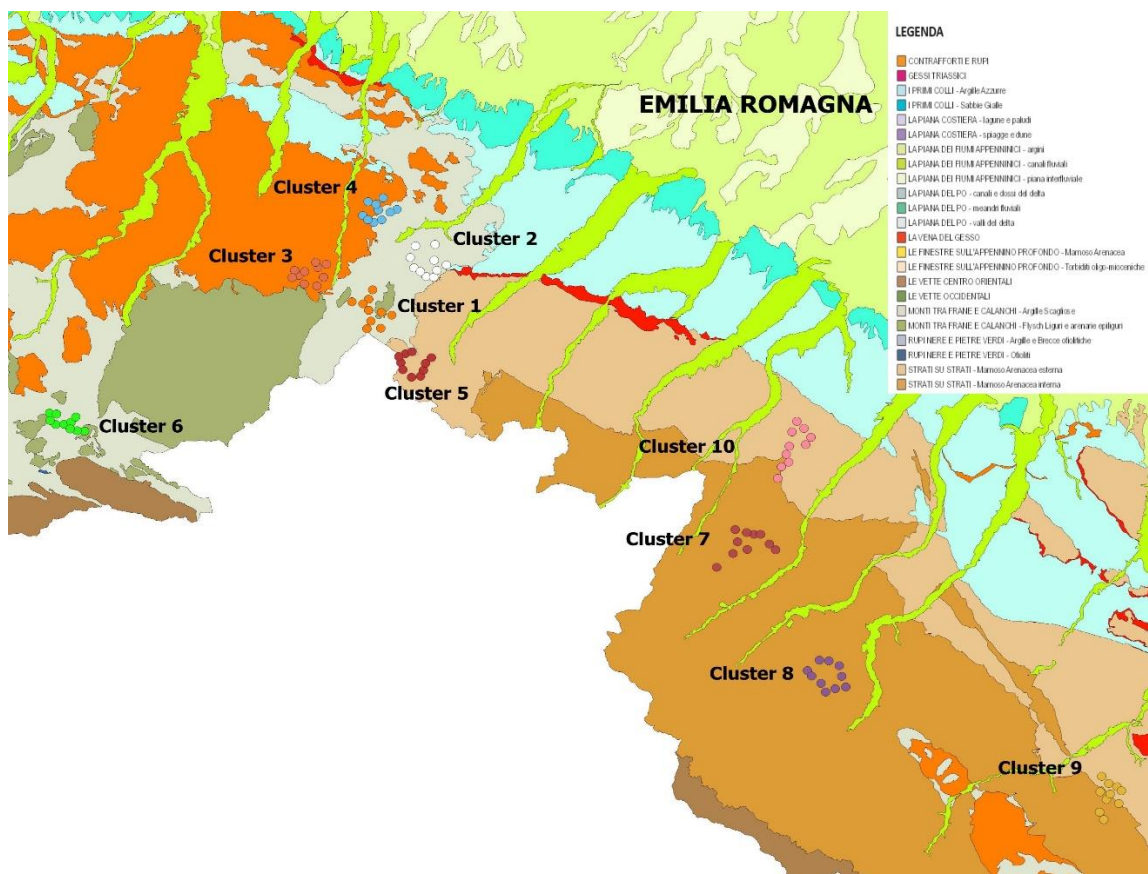 LEGENDA
CONTRAFFORTI E RUPI
GESSI TRIASSICI
I PRIMI COLLI - Argille Azzurre
I PRIMI COLLI - Sabbie Gialle
LA PIANA COSTIERA - lagune e paludi
LA PIANA COSTIERA - spiagge e dune
LA PIANA DEI FIUMI APPENNINICI - argini
LA PIANA DEI FIUMI APPENNINICI - canali fluviali
LA PIANA DEI FIUMI APPENNINICI - piana interfluviale
LA PIANA DEL PO - canali e dossi del delta
LA PIANA DEL PO - meandri fluviali
LA PIANA DEL PO - valli del delta
LA VENA DEL GESSO
LE FINESTRE SULL'APPENNINO PROFONDO - Marnoso Arenacea
LE FINESTRE SULL'APPENNINO PROFONDO - Torbiditi oligo-mioceniche
LE VETTE CENTRO ORIENTALI
LE VETTE OCCIDENTALI
MONTI TRA FRANE E CALANCHI - Argille Scagliose
MONTI TRA FRANE E CALANCHI - Flysch Liguri e arenarie epiliguri
RUPI NERE E PIETRE VERDI - Argille e Brecce ofiolitiche
RUPI NERE E PIETRE VERDI - Ofioliti
STRATI SU STRATI - Marnoso Arenacea esterna
STRATI SU STRATI - Marnoso Arenacea interna
EMILIA ROMAGNA
Cluster 4
Cluster 2
Cluster 3
Cluster 1
Cluster 5
Cluster 6
Cluster 10
Cluster 7
Cluster 8
Cluster 9